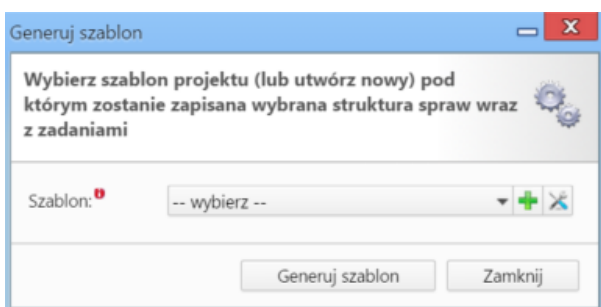 Generuj szablon
Wybierz szablon projektu (lub utwórz nowy) pod
którym zostanie zapisana wybrana struktura spraw wraz
z zadaniami
Szablon:
-- wybierz --
Generuj szablon Zamknij